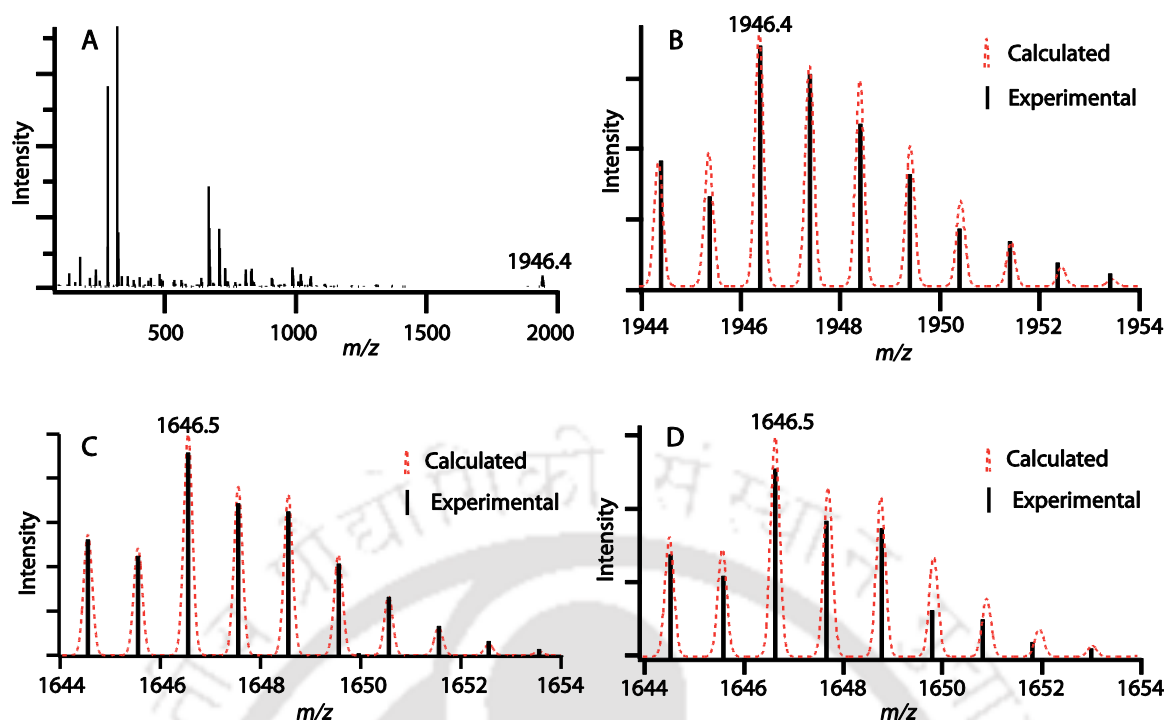 A
Intensity
1946.4
500
1000
1500
2000
m/z
B
1946.4
Calculated
Experimental
Intensity
1944
1946
1948
1950
1952
1954
m/z
C
1646.5
Calculated
Experimental
Intensity
1644
1646
1648
1650
1652
1654
m/z
D
1646.5
Calculated
Experimental
Intensity
1644
1646
1648
1650
1652
1654
m/z